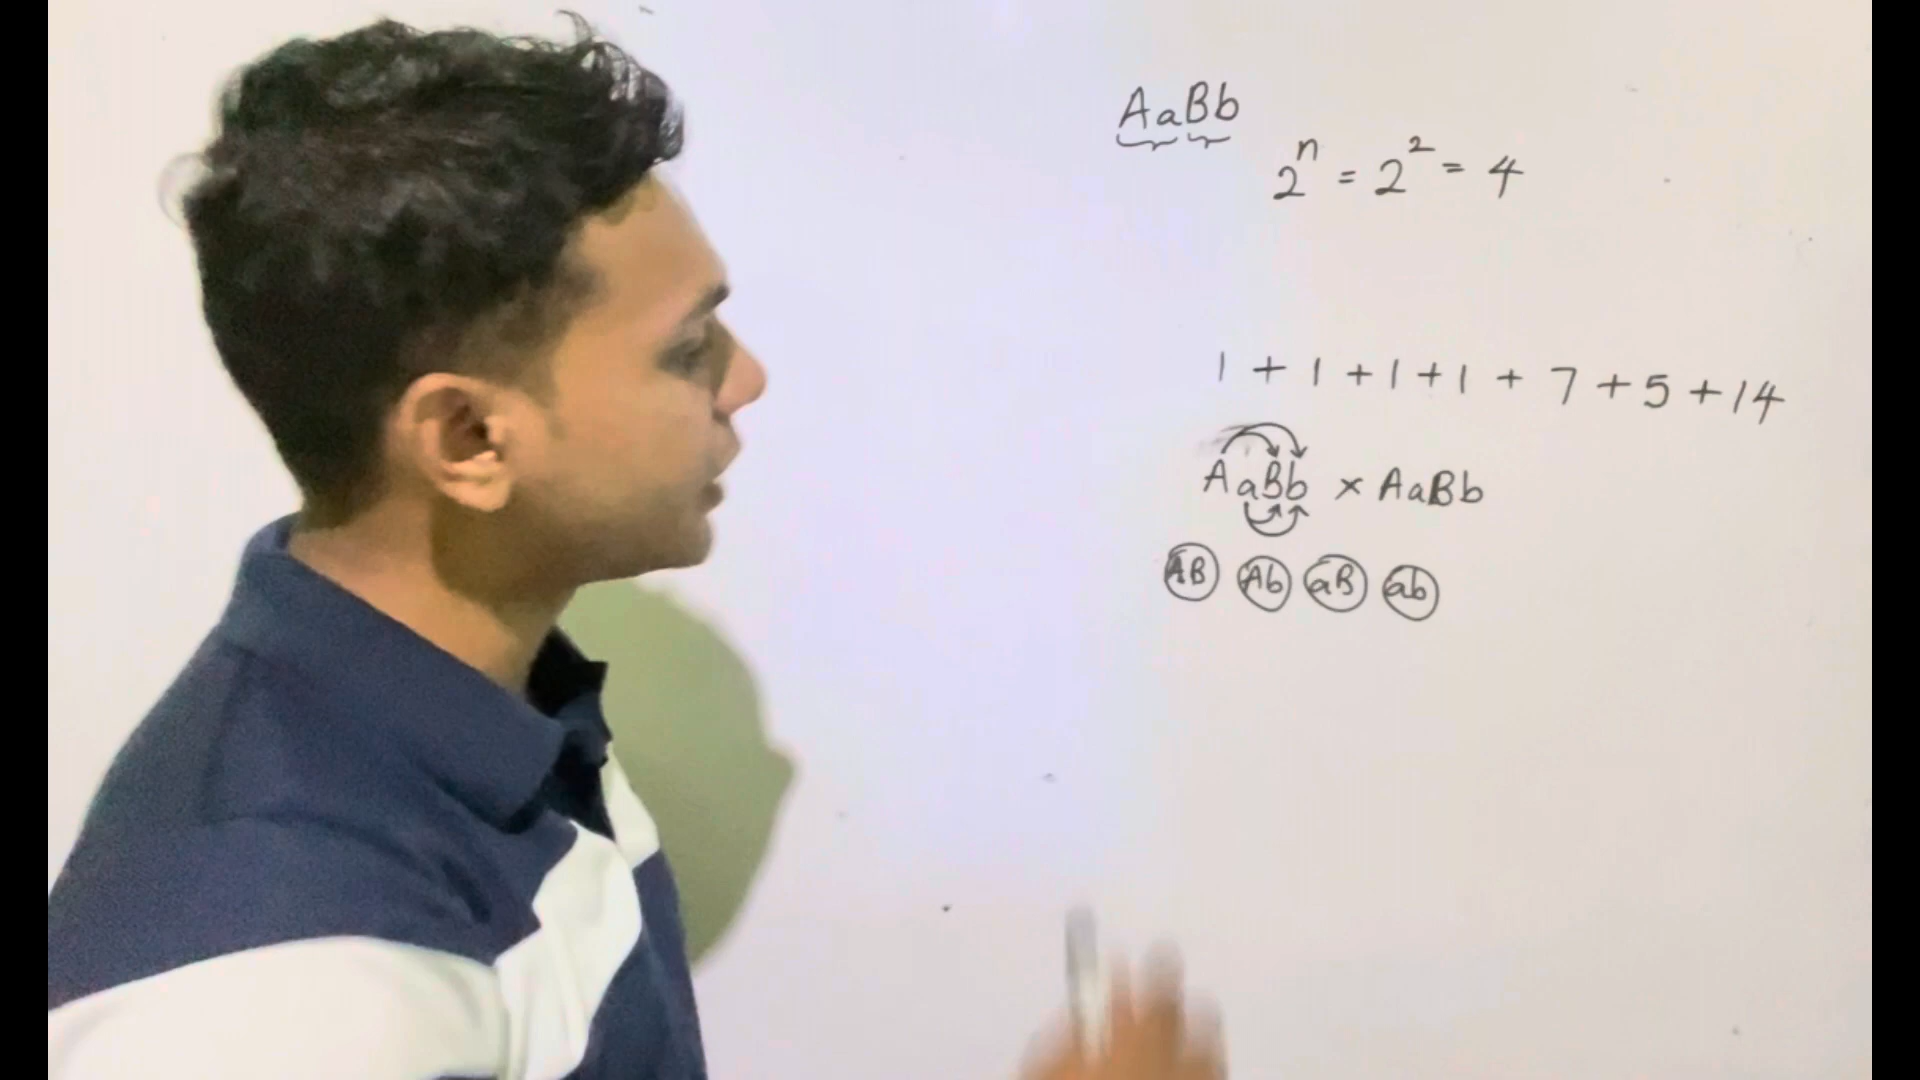 AaBb
2ⁿ = 2² = 4
1 + 1 + 1 + 1 + 7 + 5 + 14
AaBb × AaBb
AB Ab aB ab